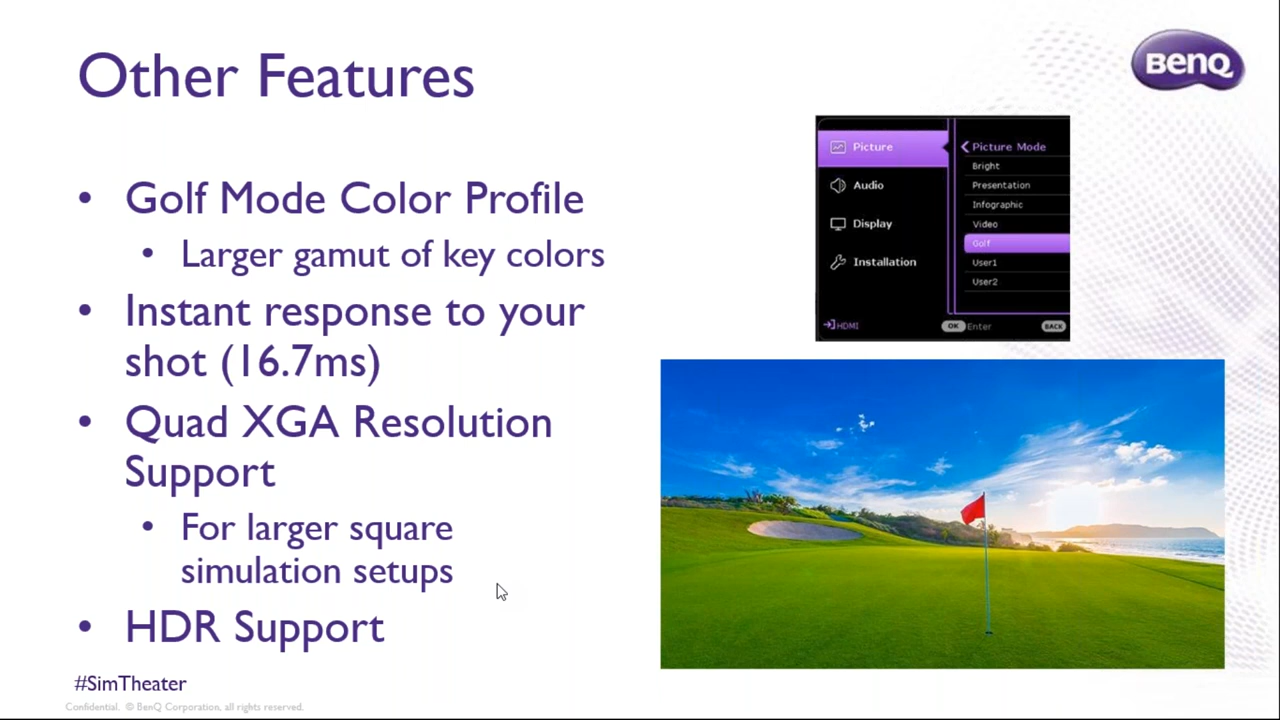 Other Features
BenQ
• Golf Mode Color Profile
• Larger gamut of key colors
• Instant response to your
shot (16.7ms)
• Quad XGA Resolution
Support
• For larger square
simulation setups
• HDR Support
Picture
Audio
Display
Installation
HDMI
Picture Mode
Bright
Presentation
Infographic
Video
Golf
User1
User2
OK Enter
BACK
#SimTheater
Confidential. © BenQ Corporation, all rights reserved.